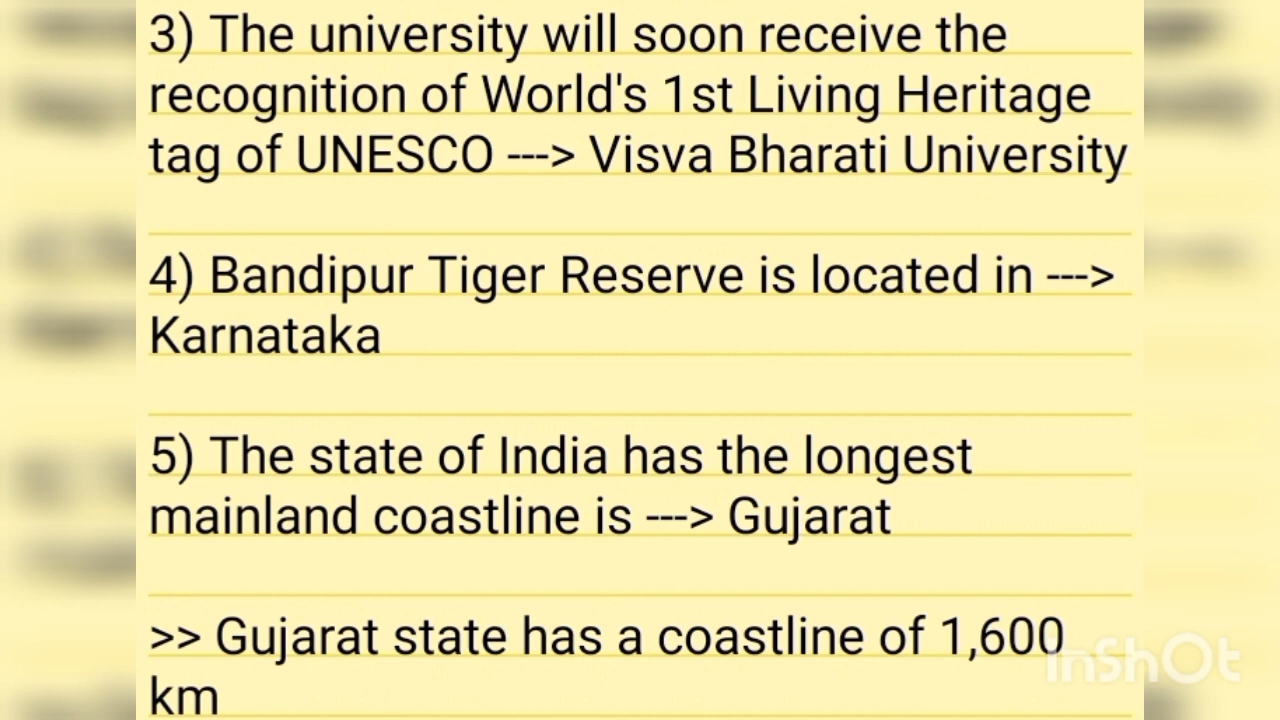 3) The university will soon receive the
recognition of World's 1st Living Heritage
tag of UNESCO ---> Visva Bharati University
4) Bandipur Tiger Reserve is located in --->
Karnataka
5) The state of India has the longest
mainland coastline is ---> Gujarat
>> Gujarat state has a coastline of 1,600
km
InShOt